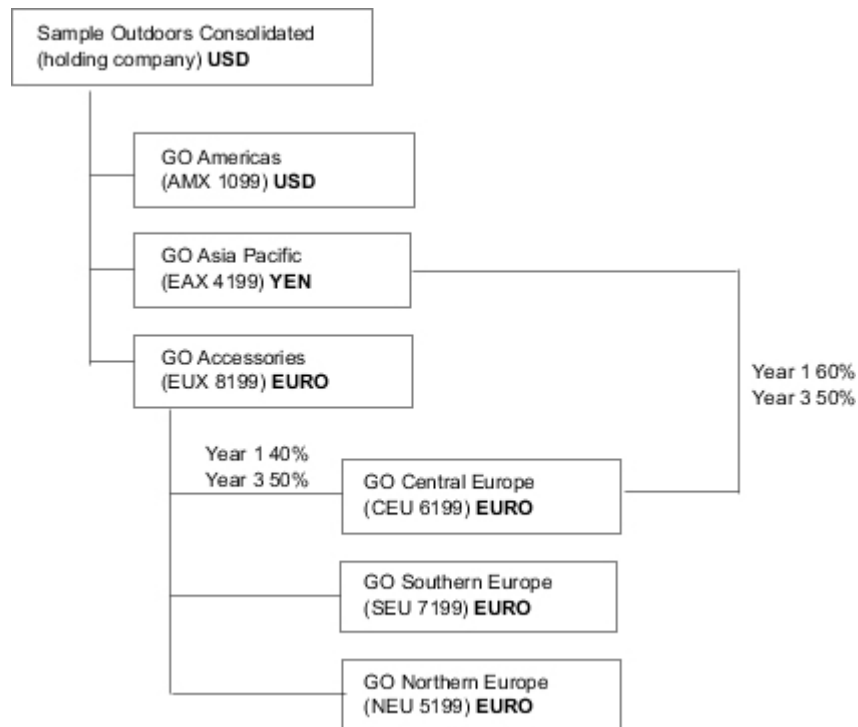 Sample Outdoors Consolidated
(holding company) USD
GO Americas
(AMX 1099) USD
GO Asia Pacific
(EAX 4199) YEN
GO Accessories
(EUX 8199) EURO
Year 1 60%
Year 3 50%
Year 1 40%
Year 3 50%
GO Central Europe
(CEU 6199) EURO
GO Southern Europe
(SEU 7199) EURO
GO Northern Europe
(NEU 5199) EURO